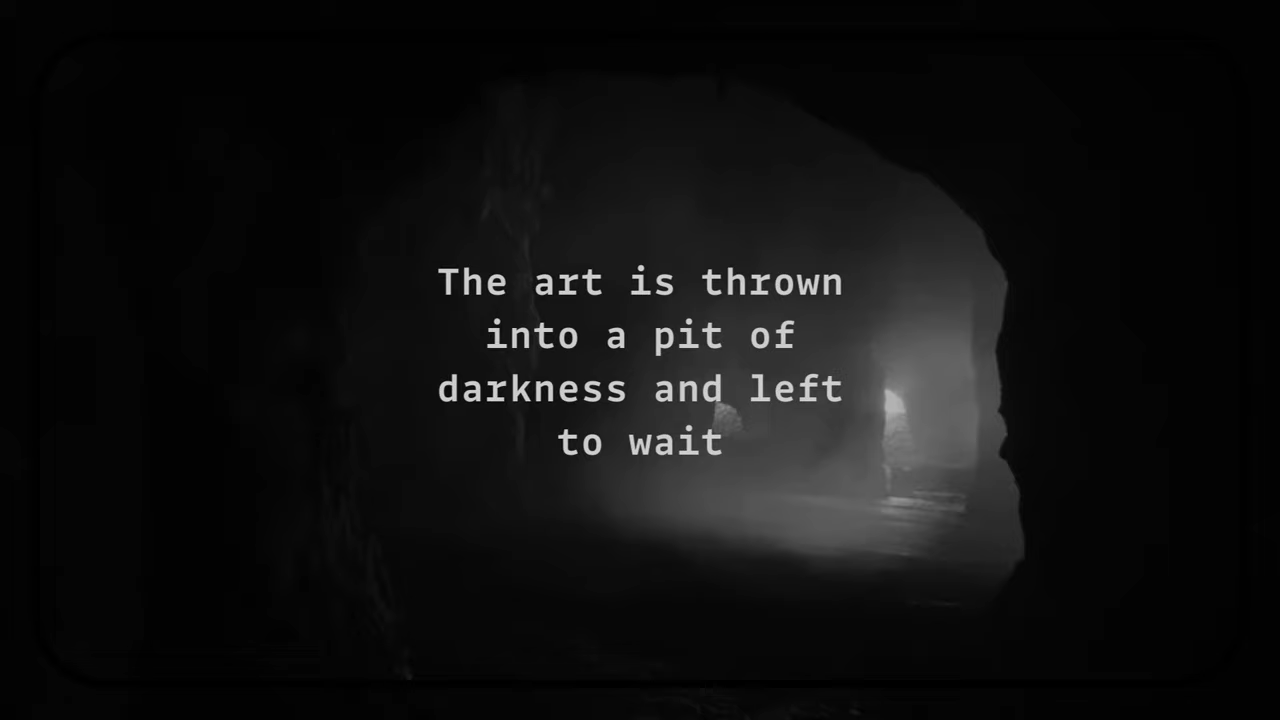 The art is thrown
into a pit of
darkness and left
to wait